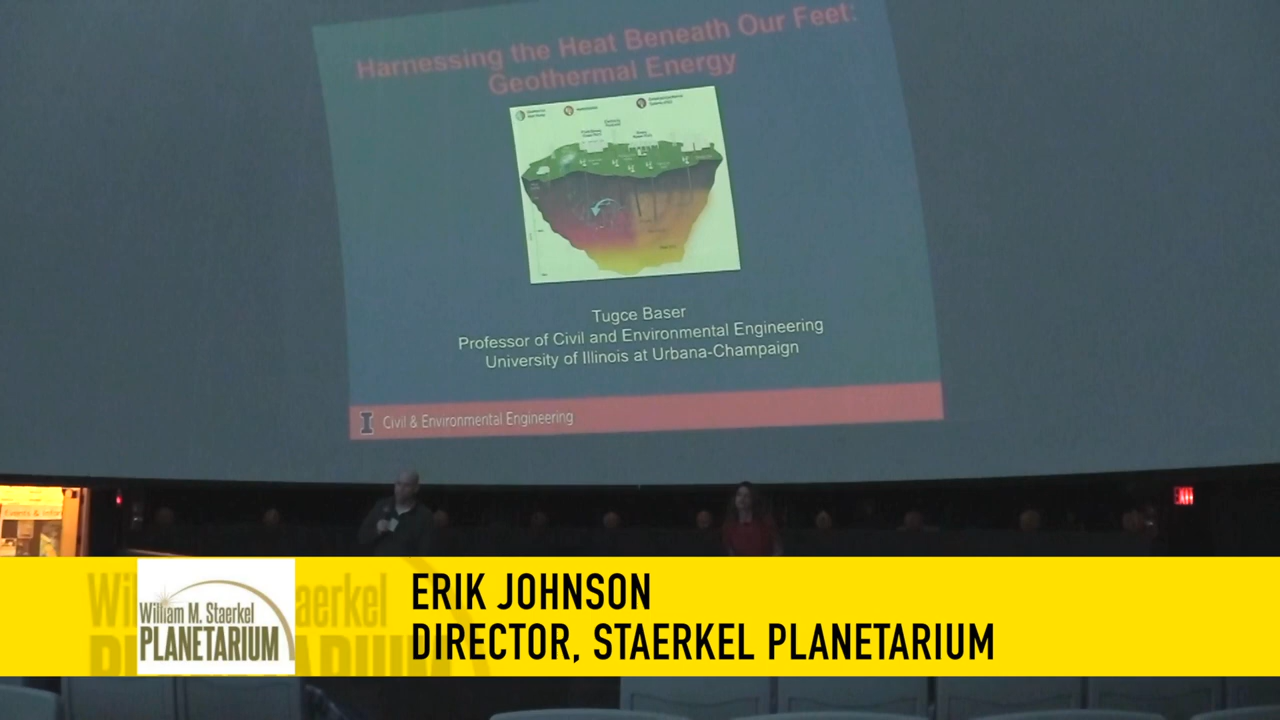 Harnessing the Heat Beneath Our Feet:
Geothermal Energy
Tugce Baser
Professor of Civil and Environmental Engineering
University of Illinois at Urbana-Champaign
I Civil & Environmental Engineering
EXIT
William M. Staerkel
PLANETARIUM
ERIK JOHNSON
DIRECTOR, STAERKEL PLANETARIUM